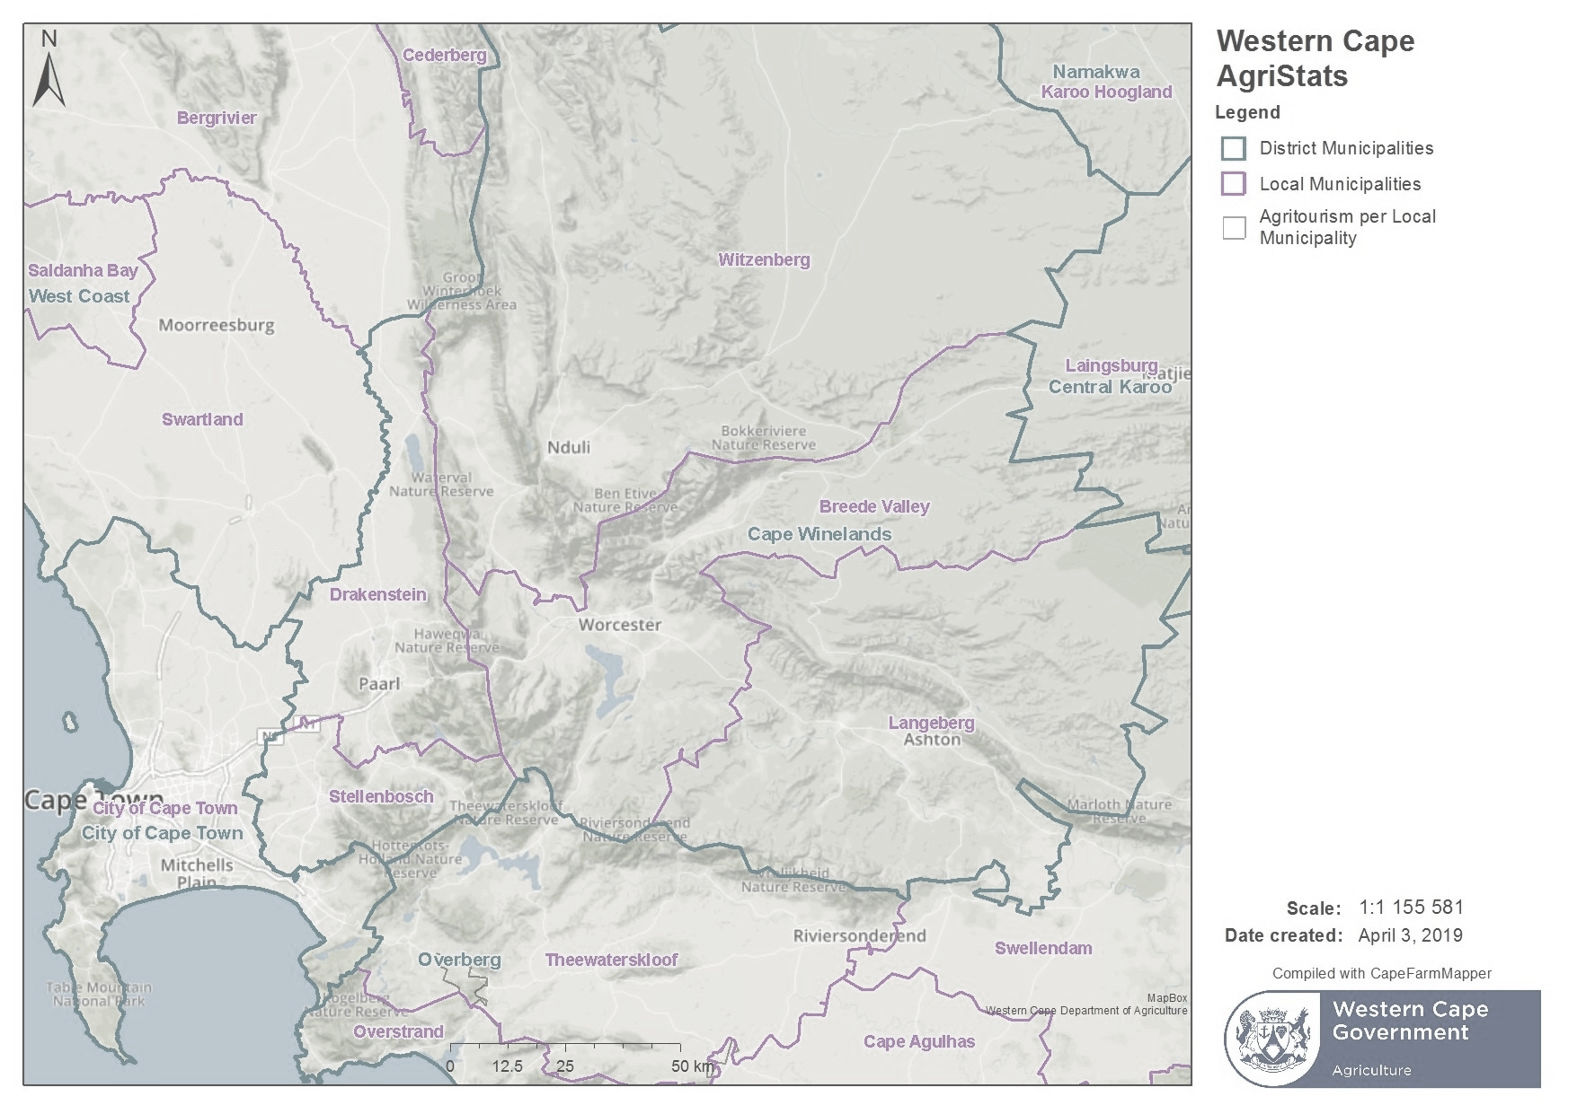 N
Western Cape
AgriStats
Legend
District Municipalities
Local Municipalities
Agritourism per Local
Municipality
Cederberg
Namakwa
Karoo Hoogland
Bergrivier
Witzenberg
Saldanha Bay
West Coast
Groot
Winterhoek
Wilderness Area
Moorreesburg
Laingsburg
Matjie
Central Karoo
Swartland
Bokkeriviere
Nature Reserve
Nduli
Waterval
Nature Reserve
Ben Etive
Nature Reserve
Breede Valley
Cape Winelands
Ar
Natu
Drakenstein
Worcester
Haweqwa
Nature Reserve
Paarl
N1
N1
Langeberg
Ashton
Cape Town
City of Cape Town
City of Cape Town
Stellenbosch
Theewaterskloof
Nature Reserve
Riviersonderend
Nature Reserve
Marloth Nature
Reserve
Mitchells
Plain
Hottentots-
Holland Nature
Reserve
Vrolijkheid
Nature Reserve
Riviersonderend
Swellendam
Overberg
Theewaterskloof
Table Mountain
National Park
Kogelberg
Nature Reserve
Overstrand
Cape Agulhas
MapBox
Western Cape Department of Agriculture
0 12.5 25 50 km
Scale: 1:1 155 581
Date created: April 3, 2019
Compiled with CapeFarmMapper
Western Cape
Government
Agriculture